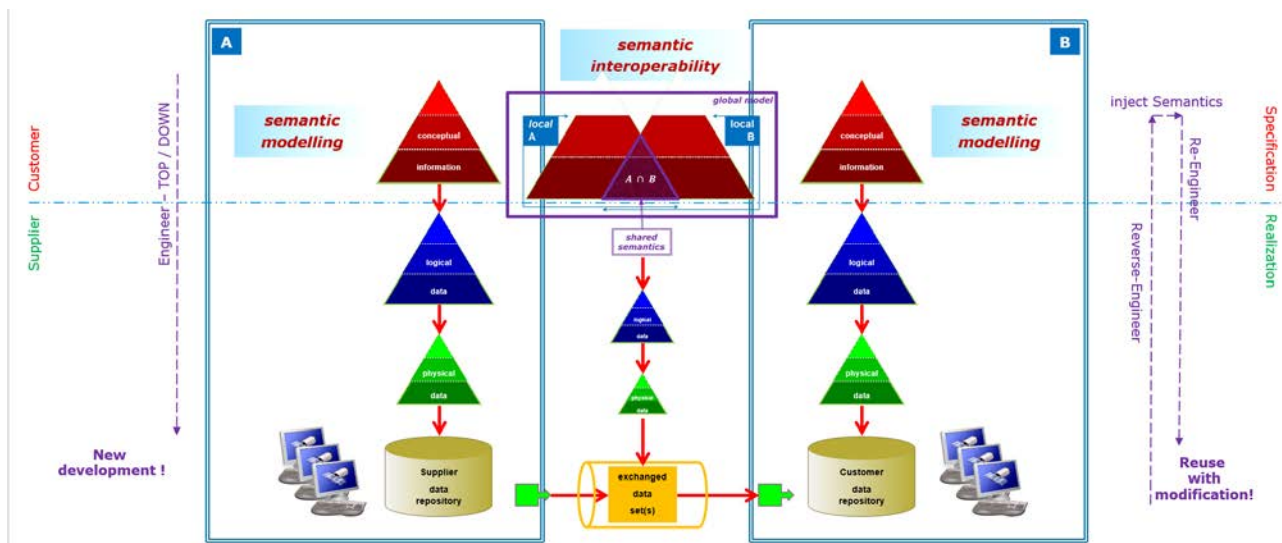 A
B
semantic
interoperability
global model
semantic
modelling
semantic
modelling
conceptual
information
local
A
local
B
A ∩ B
conceptual
information
inject Semantics
Customer
Supplier
Engineer – TOP / DOWN
Specification
Realization
Re-Engineer
Reverse-Engineer
shared
semantics
logical
data
logical
data
logical
data
physical
data
physical
data
physical
data
New
development !
Supplier
data
repository
exchanged
data
set(s)
Customer
data
repository
Reuse
with
modification!